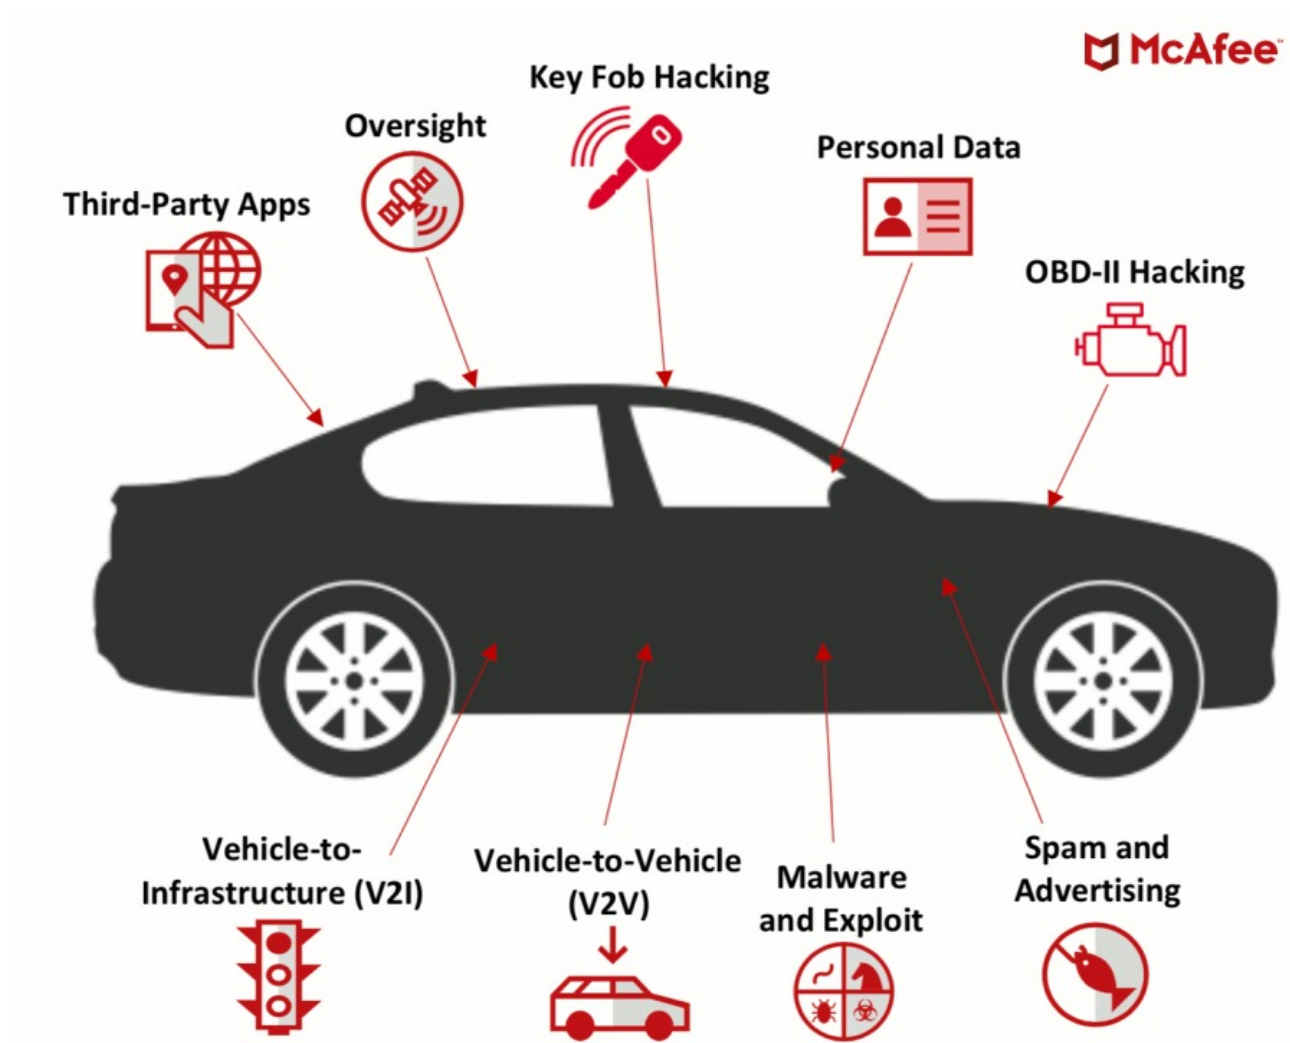 McAfee
Key Fob Hacking
Oversight
Personal Data
Third-Party Apps
OBD-II Hacking
Vehicle-to-
Infrastructure (V2I)
Vehicle-to-Vehicle
(V2V)
Malware
and Exploit
Spam and
Advertising